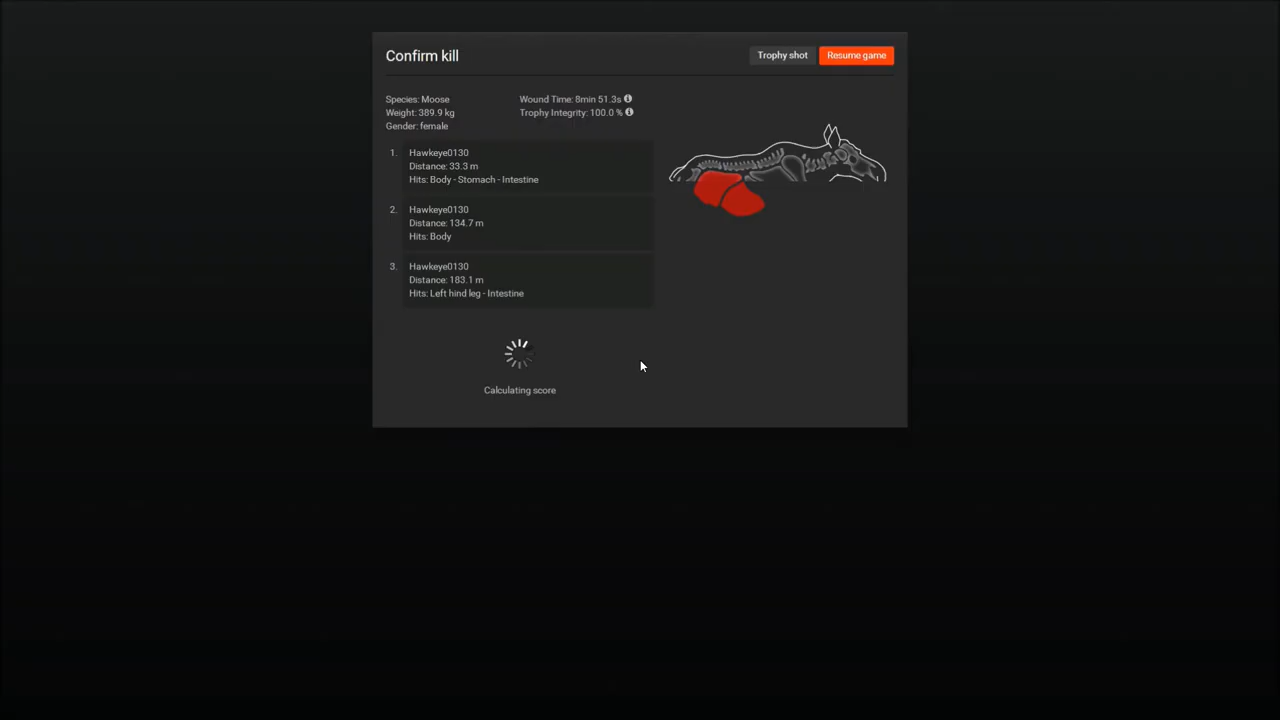 Confirm kill
Trophy shot
Resume game
Species: Moose
Weight: 389.9 kg
Gender: female
Wound Time: 8min 51.3s
Trophy Integrity: 100.0 %
1. Hawkeye0130
Distance: 33.3 m
Hits: Body - Stomach - Intestine
2. Hawkeye0130
Distance: 134.7 m
Hits: Body
3. Hawkeye0130
Distance: 183.1 m
Hits: Left hind leg - Intestine
Calculating score